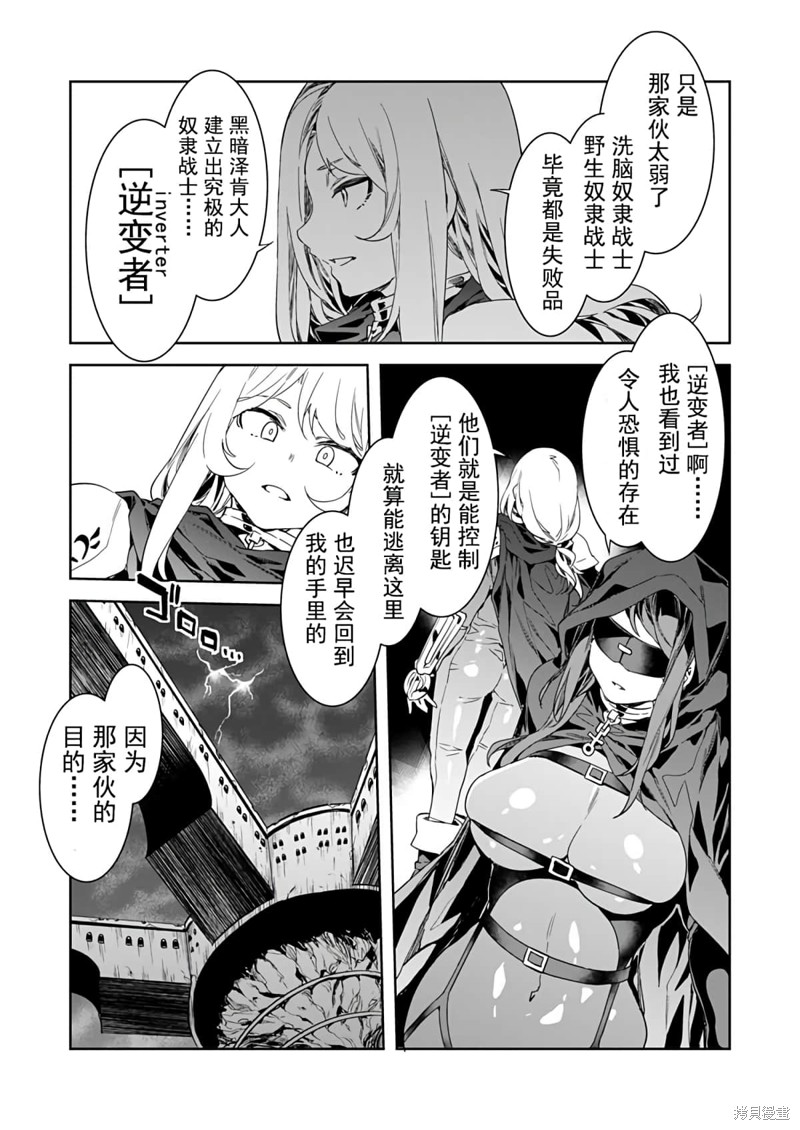 只是
那家伙太弱了
洗脑奴隶战士
野生奴隶战士
毕竟都是失败品
黑暗泽肯大人
建立出究极的
奴隶战士……
[逆变者]
inverter
[逆变者]啊……
我也看到过
令人恐惧的存在
他们就是能控制
[逆变者]的钥匙
就算能逃离这里
也迟早会回到
我的手里的
ゴロロ…
因为
那家伙的
目的……
拷贝漫畫